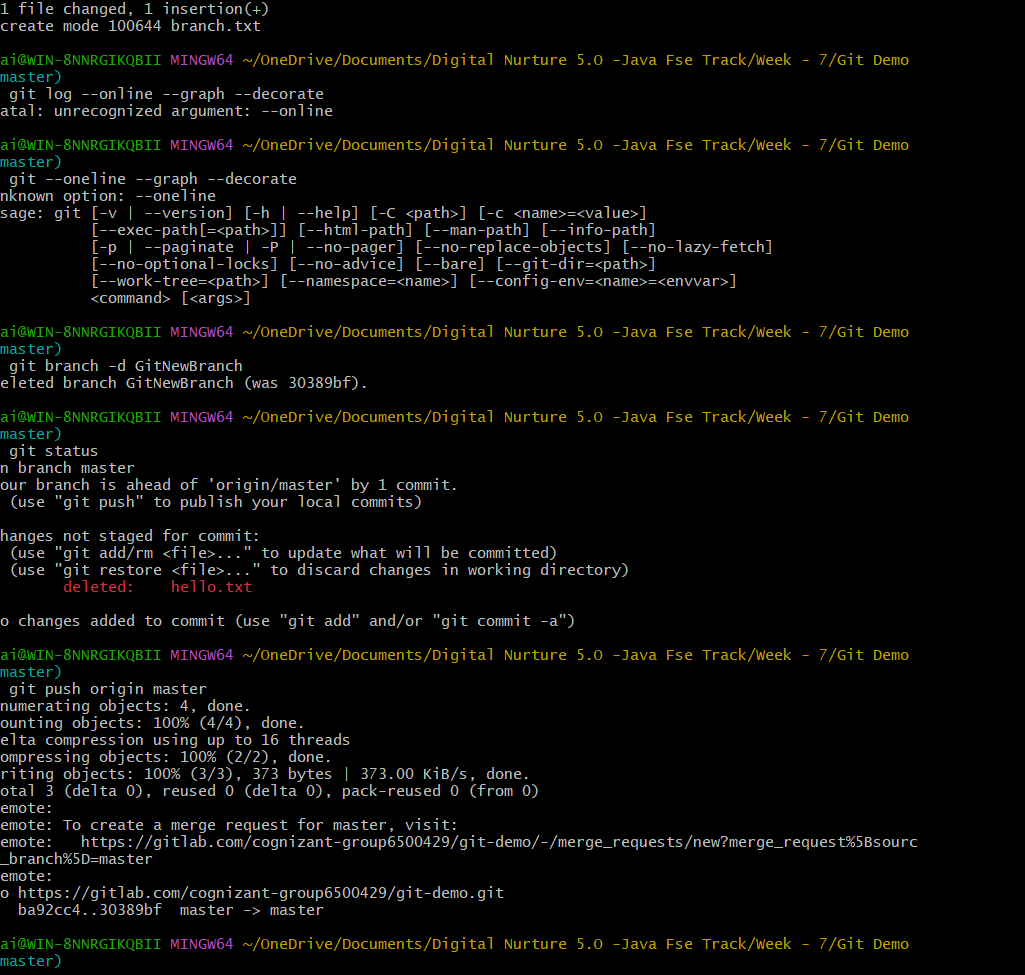 1 file changed, 1 insertion(+)
create mode 100644 branch.txt
ai@WIN-8NNRGIKQBII MINGW64 ~/OneDrive/Documents/Digital Nurture 5.0 -Java Fse Track/Week - 7/Git Demo
master)
git log --online --graph --decorate
atal: unrecognized argument: --online
ai@WIN-8NNRGIKQBII MINGW64 ~/OneDrive/Documents/Digital Nurture 5.0 -Java Fse Track/Week - 7/Git Demo
master)
git --oneline --graph --decorate
nknown option: --oneline
sage: git [-v | --version] [-h | --help] [-C <path>] [-c <name>=<value>]
[--exec-path[=<path>]] [--html-path] [--man-path] [--info-path]
[-p | --paginate | -P | --no-pager] [--no-replace-objects] [--no-lazy-fetch]
[--no-optional-locks] [--no-advice] [--bare] [--git-dir=<path>]
[--work-tree=<path>] [--namespace=<name>] [--config-env=<name>=<envvar>]
<command> [<args>]
ai@WIN-8NNRGIKQBII MINGW64 ~/OneDrive/Documents/Digital Nurture 5.0 -Java Fse Track/Week - 7/Git Demo
master)
git branch -d GitNewBranch
eleted branch GitNewBranch (was 30389bf).
ai@WIN-8NNRGIKQBII MINGW64 ~/OneDrive/Documents/Digital Nurture 5.0 -Java Fse Track/Week - 7/Git Demo
master)
git status
n branch master
our branch is ahead of 'origin/master' by 1 commit.
(use "git push" to publish your local commits)
hanges not staged for commit:
(use "git add/rm <file>..." to update what will be committed)
(use "git restore <file>..." to discard changes in working directory)
deleted:    hello.txt
o changes added to commit (use "git add" and/or "git commit -a")
ai@WIN-8NNRGIKQBII MINGW64 ~/OneDrive/Documents/Digital Nurture 5.0 -Java Fse Track/Week - 7/Git Demo
master)
git push origin master
numerating objects: 4, done.
ounting objects: 100% (4/4), done.
elta compression using up to 16 threads
ompressing objects: 100% (2/2), done.
riting objects: 100% (3/3), 373 bytes | 373.00 KiB/s, done.
otal 3 (delta 0), reused 0 (delta 0), pack-reused 0 (from 0)
emote:
emote: To create a merge request for master, visit:
emote:   https://gitlab.com/cognizant-group6500429/git-demo/-/merge_requests/new?merge_request%5Bsourc
_branch%5D=master
emote:
o https://gitlab.com/cognizant-group6500429/git-demo.git
ba92cc4..30389bf  master -> master
ai@WIN-8NNRGIKQBII MINGW64 ~/OneDrive/Documents/Digital Nurture 5.0 -Java Fse Track/Week - 7/Git Demo
master)